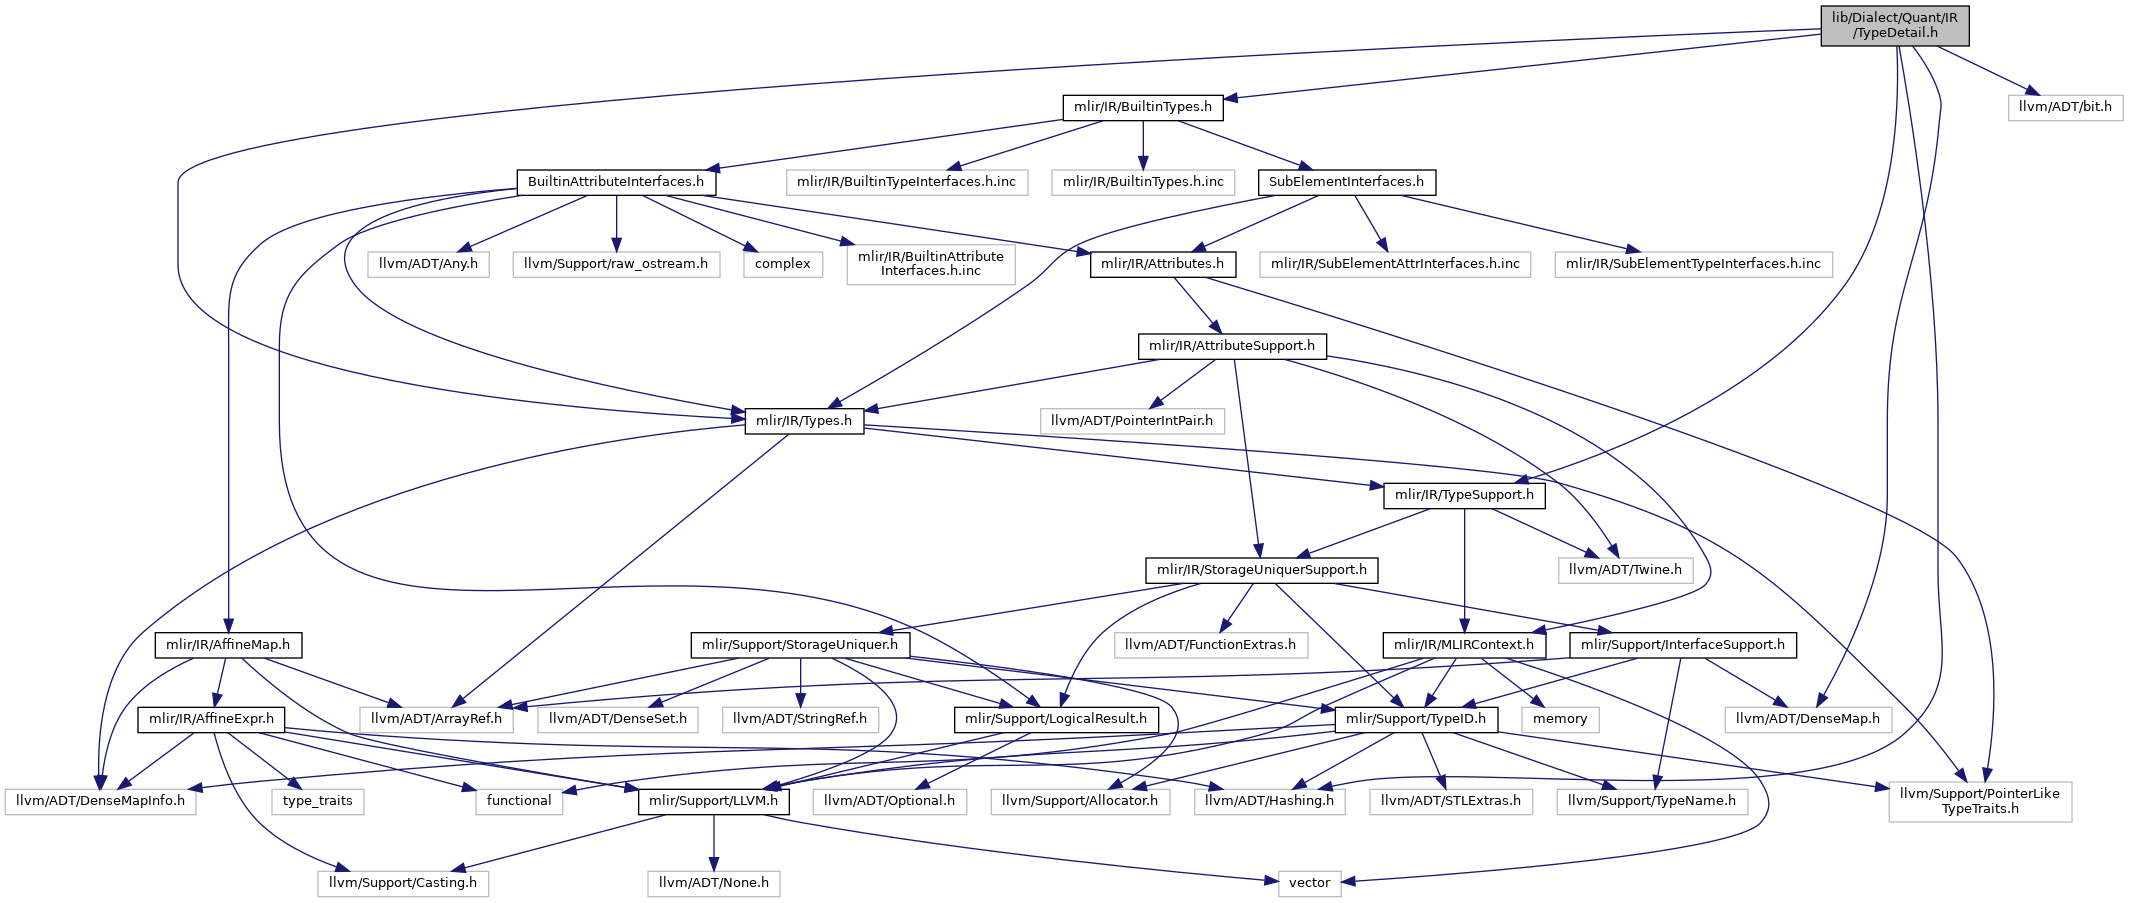 lib/Dialect/Quant/IR
/TypeDetail.h
mlir/IR/BuiltinTypes.h
llvm/ADT/bit.h
BuiltinAttributeInterfaces.h
mlir/IR/BuiltinTypeInterfaces.h.inc
mlir/IR/BuiltinTypes.h.inc
SubElementInterfaces.h
llvm/ADT/Any.h
llvm/Support/raw_ostream.h
complex
mlir/IR/BuiltinAttribute
Interfaces.h.inc
mlir/IR/Attributes.h
mlir/IR/SubElementAttrInterfaces.h.inc
mlir/IR/SubElementTypeInterfaces.h.inc
mlir/IR/AttributeSupport.h
mlir/IR/Types.h
llvm/ADT/PointerIntPair.h
mlir/IR/TypeSupport.h
mlir/IR/StorageUniquerSupport.h
llvm/ADT/Twine.h
mlir/IR/AffineMap.h
mlir/Support/StorageUniquer.h
llvm/ADT/FunctionExtras.h
mlir/IR/MLIRContext.h
mlir/Support/InterfaceSupport.h
mlir/IR/AffineExpr.h
llvm/ADT/ArrayRef.h
llvm/ADT/DenseSet.h
llvm/ADT/StringRef.h
mlir/Support/LogicalResult.h
mlir/Support/TypeID.h
memory
llvm/ADT/DenseMap.h
llvm/ADT/DenseMapInfo.h
type_traits
functional
mlir/Support/LLVM.h
llvm/ADT/Optional.h
llvm/Support/Allocator.h
llvm/ADT/Hashing.h
llvm/ADT/STLExtras.h
llvm/Support/TypeName.h
llvm/Support/PointerLike
TypeTraits.h
llvm/Support/Casting.h
llvm/ADT/None.h
vector